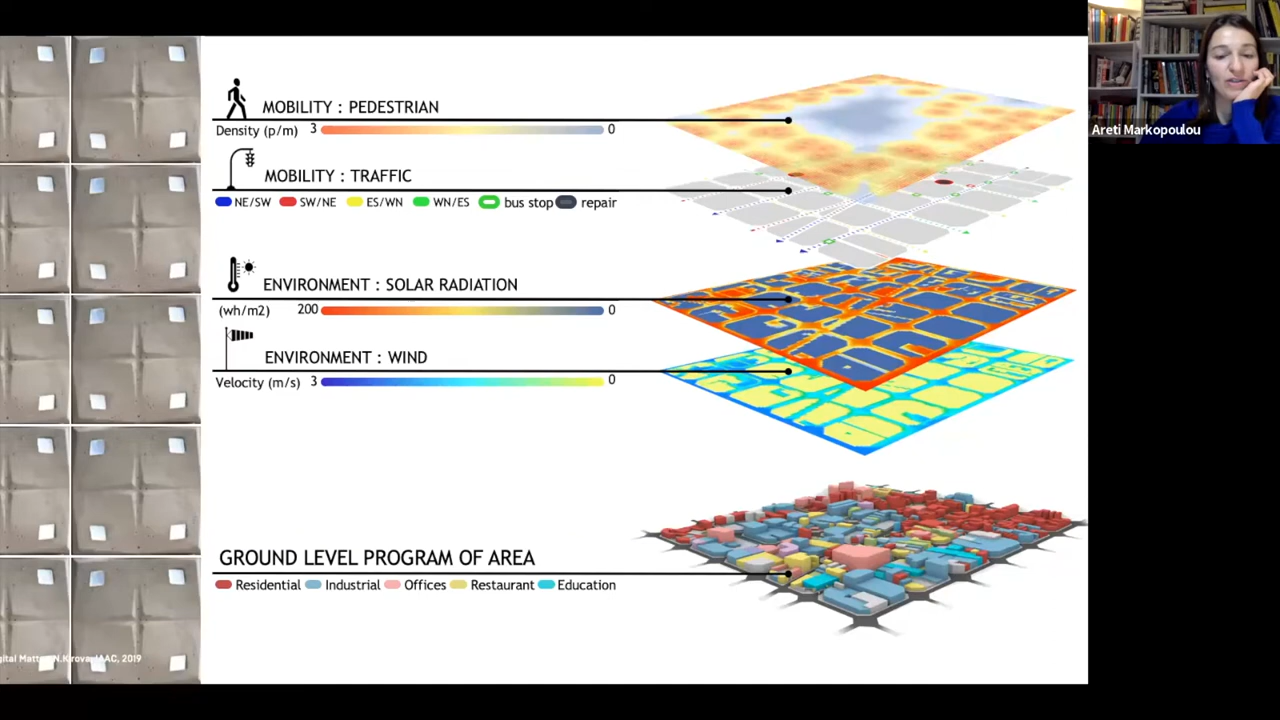 MOBILITY : PEDESTRIAN
Density (p/m) 3 0
MOBILITY : TRAFFIC
NE/SW SW/NE ES/WN WN/ES bus stop repair
ENVIRONMENT : SOLAR RADIATION
(wh/m2) 200 0
ENVIRONMENT : WIND
Velocity (m/s) 3 0
GROUND LEVEL PROGRAM OF AREA
Residential Industrial Offices Restaurant Education
IAAC, 2019
Areti Markopoulou